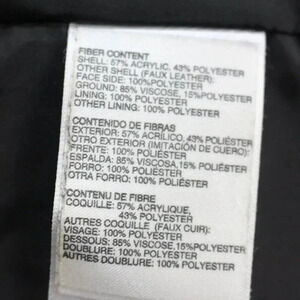 FIBER CONTENT
SHELL: 57% ACRYLIC, 43% POLYESTER
OTHER SHELL (FAUX LEATHER):
FACE SIDE: 100% POLYESTER
GROUND: 85% VISCOSE, 15%POLYESTER
LINING: 100% POLYESTER
OTHER LINING: 100% POLYESTER
CONTENIDO DE FIBRAS
EXTERIOR: 57% ACRÍLICO, 43% POLIÉSTER
OTRO EXTERIOR (IMITACIÓN DE CUERO):
FRENTE: 100% POLIÉSTER
ESPALDA: 85% VISCOSA,15% POLIÉSTER
FORRO: 100% POLIÉSTER
OTRA FORRO: 100% POLIÉSTER
CONTENU DE FIBRE
COQUILLE: 57% ACRYLIQUE,
43% POLYESTER
AUTRES COQUILLE (FAUX CUIR):
VISAGE: 100% POLYESTER
DESSOUS: 85% VISCOSE,15%POLYESTER
DOUBLURE: 100% POLYESTER
AUTRES DOUBLURE: 100% POLYESTER